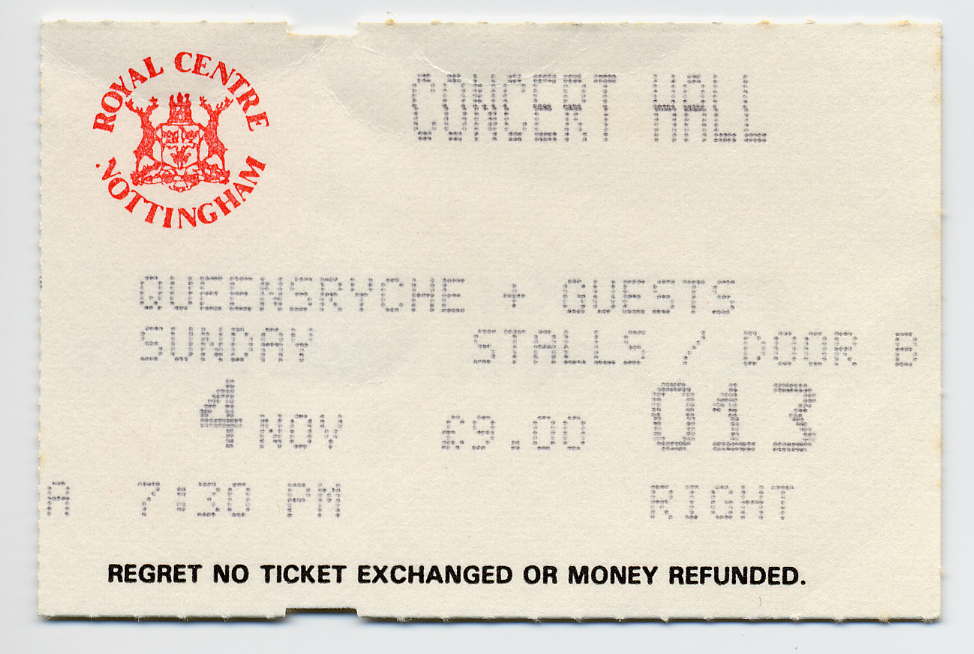 ROYAL CENTRE
· NOTTINGHAM
CONCERT HALL
QUEENSRYCHE + GUESTS
SUNDAY STALLS / DOOR B
4 NOV £9.00 013
A 7:30 PM RIGHT
REGRET NO TICKET EXCHANGED OR MONEY REFUNDED.